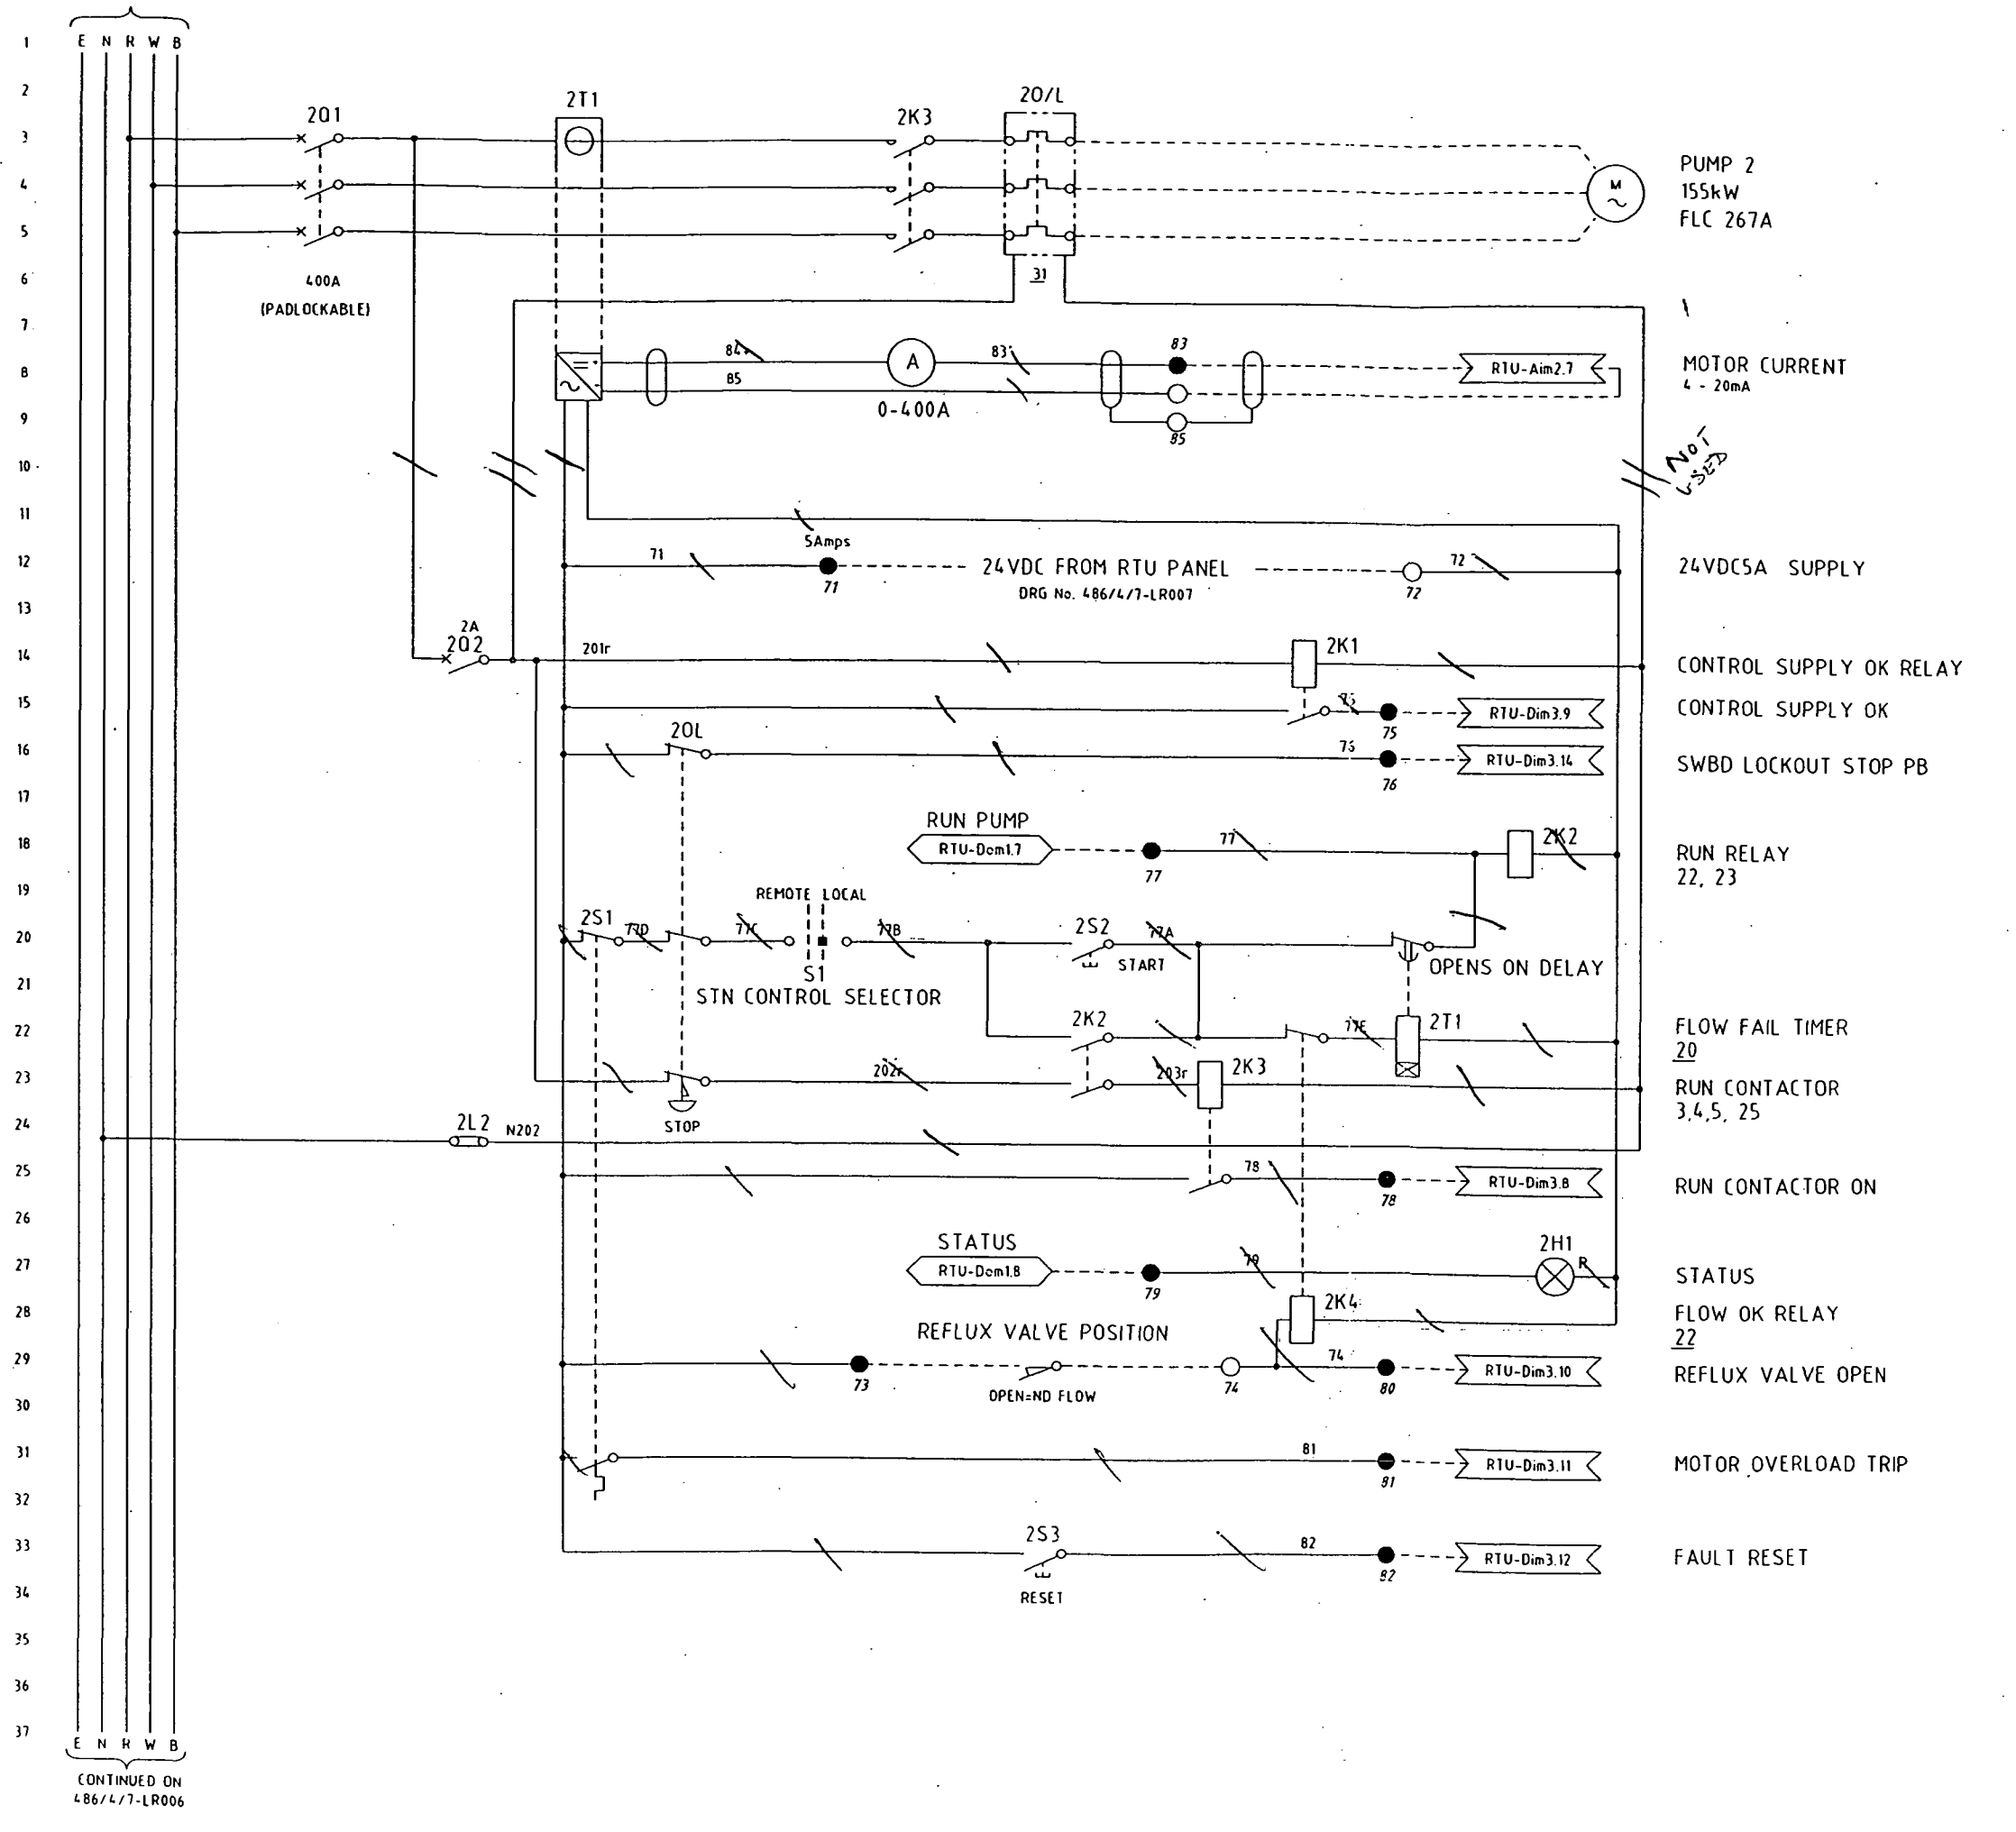 1 E N R W B
2
2T1 2O/L
2Q1 2K3
3
4 M PUMP 2
155kW
5 FLC 267A
6 400A 31
(PADLOCKABLE)
7
84 83 83
8 A RTU-Aim2.7 MOTOR CURRENT
85 4 - 20mA
0-400A
9 85
10 NOT
USED
11
5Amps
12 71 24VDC FROM RTU PANEL 72 24VDC5A SUPPLY
71 DRG No. 486/4/7-LR007 72
13
2A
14 2Q2 201r 2K1 CONTROL SUPPLY OK RELAY
15 75 RTU-Dim3.9 CONTROL SUPPLY OK
75
16 2OL 76 RTU-Dim3.14 SWBD LOCKOUT STOP PB
76
17
RUN PUMP
18 RTU-Dom1.7 77 2K2 RUN RELAY
77 22, 23
19 REMOTE LOCAL
2S1 2S2
20 77D 77C 77B 77A
S1 START OPENS ON DELAY
21 STN CONTROL SELECTOR
22 2K2 77E 2T1 FLOW FAIL TIMER
20
23 202r 203r 2K3 RUN CONTACTOR
3,4,5, 25
24 2L2 N202 STOP
25 78 RTU-Dim3.8 RUN CONTACTOR ON
78
26
STATUS 2H1
27 RTU-Dom1.8 79 R STATUS
79
28 2K4 FLOW OK RELAY
22
REFLUX VALVE POSITION
29 74 RTU-Dim3.10 REFLUX VALVE OPEN
73 74 80
OPEN=NO FLOW
30
31 81 RTU-Dim3.11 MOTOR OVERLOAD TRIP
81
32
33 2S3 82 RTU-Dim3.12 FAULT RESET
82
34 RESET
35
36
37
E N R W B
CONTINUED ON
486/4/7-LR006